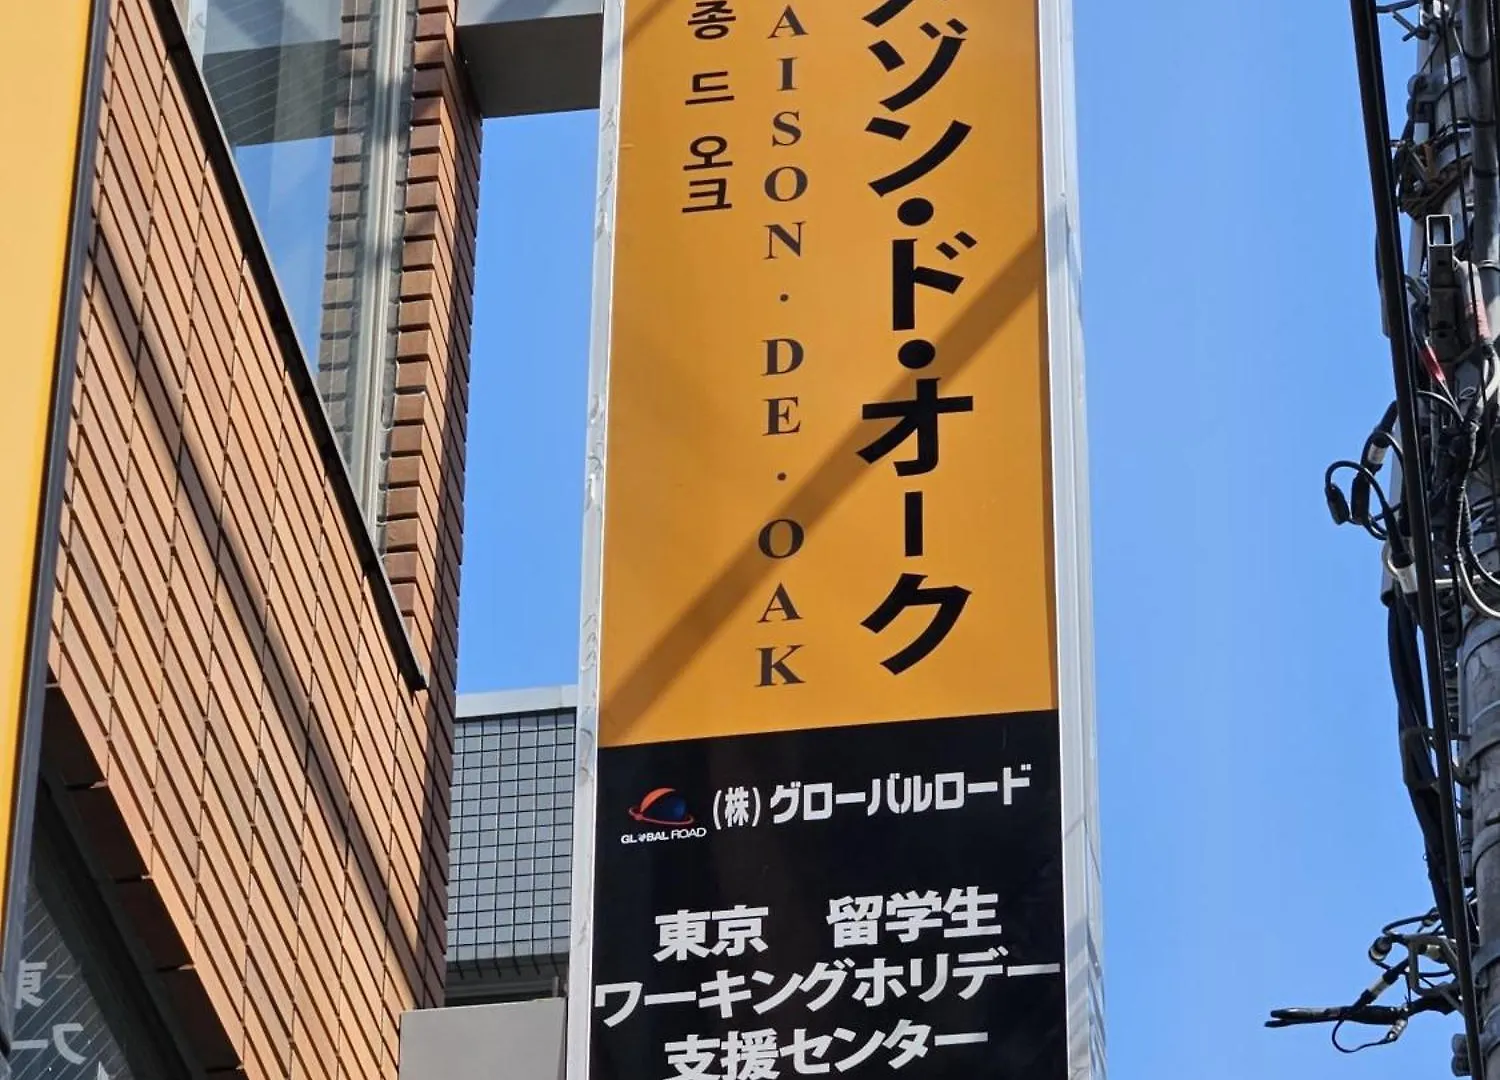 ゾン・ド・オーク
AISON・DE・OAK
종 드 오크
GLOBAL ROAD
(株)グローバルロード
東京 留学生
ワーキングホリデー
支援センター